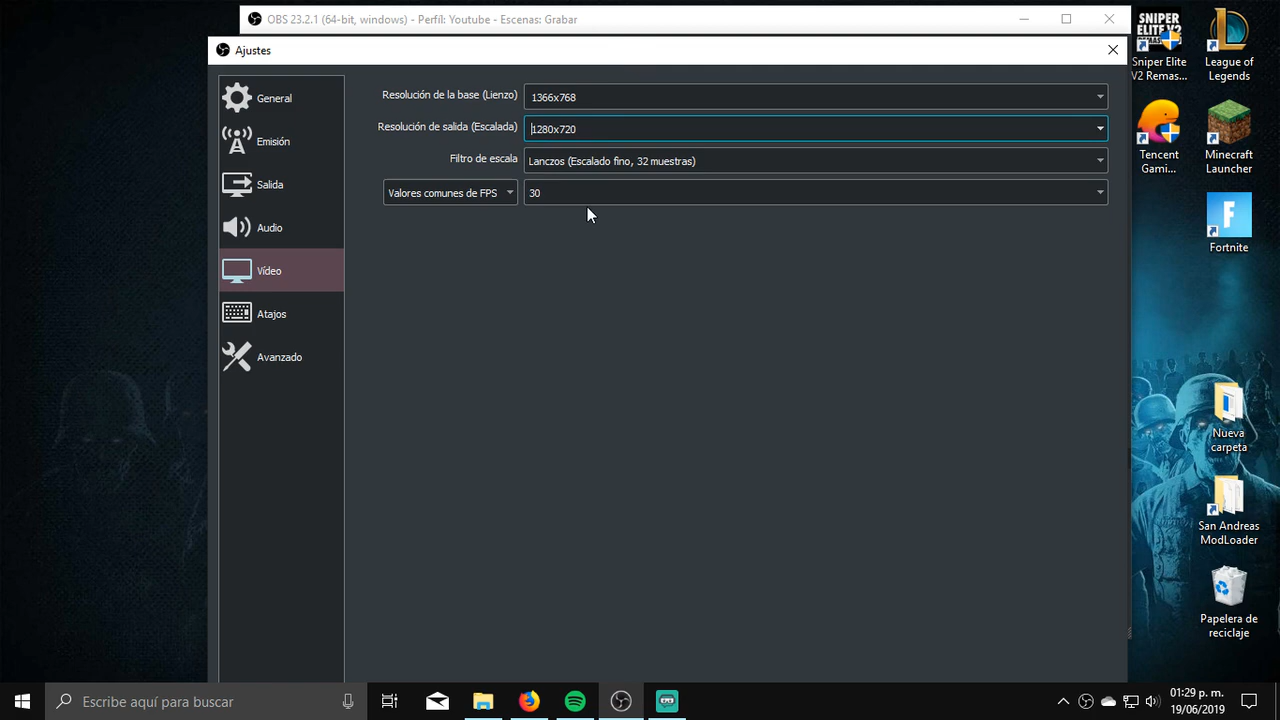 OBS 23.2.1 (64-bit, windows) - Perfil: Youtube - Escenas: Grabar
Ajustes
General
Emisión
Salida
Audio
Vídeo
Atajos
Avanzado
Resolución de la base (Lienzo)
1366x768
Resolución de salida (Escalada)
1280x720
Filtro de escala
Lanczos (Escalado fino, 32 muestras)
Valores comunes de FPS
30
SNIPER
ELITE V2
Sniper Elite
V2 Remas...
League of
Legends
Tencent
Gami...
Minecraft
Launcher
Fortnite
Nueva
carpeta
San Andreas
ModLoader
Papelera de
reciclaje
Escribe aquí para buscar
01:29 p. m.
19/06/2019